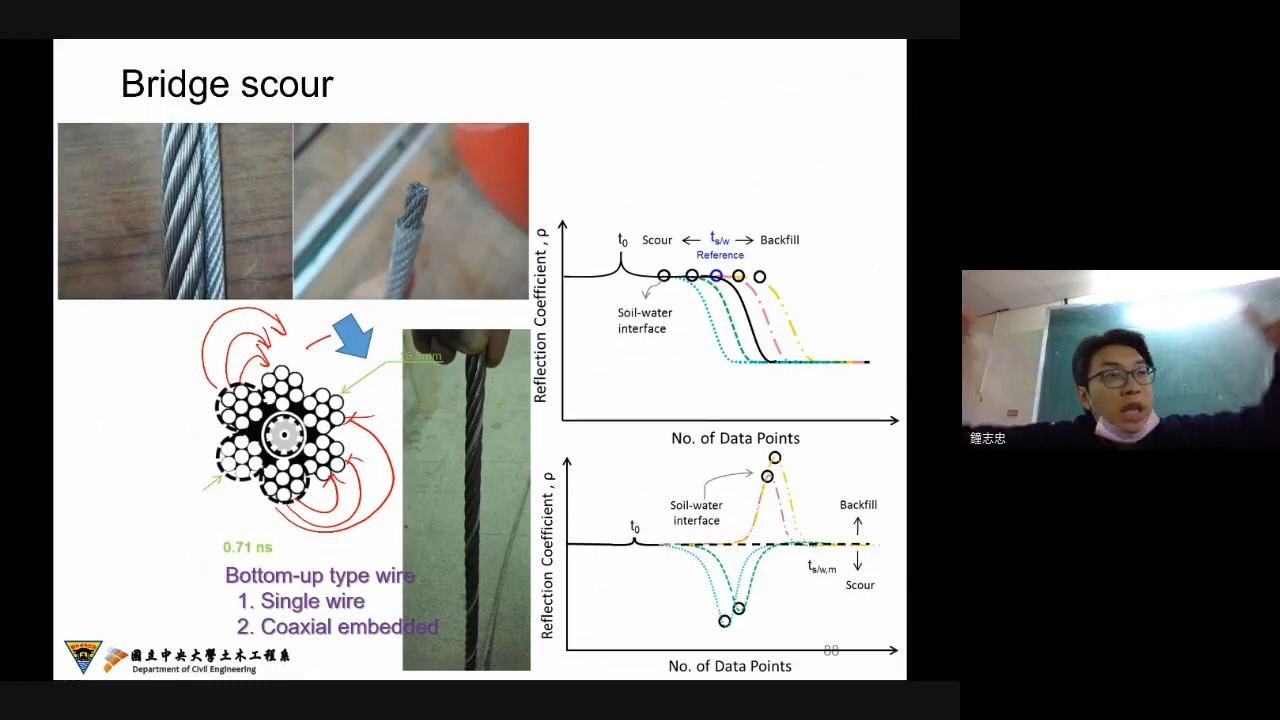 Bridge scour
16.5mm
0.71 ns
Bottom-up type wire
1. Single wire
2. Coaxial embedded
Reflection Coefficient , ρ
t0
Scour
ts/w
Backfill
Reference
Soil-water
interface
No. of Data Points
Reflection Coefficient , ρ
t0
Soil-water
interface
Backfill
ts/w,m
Scour
No. of Data Points
88
國立中央大學土木工程系
Department of Civil Engineering
鐘志忠